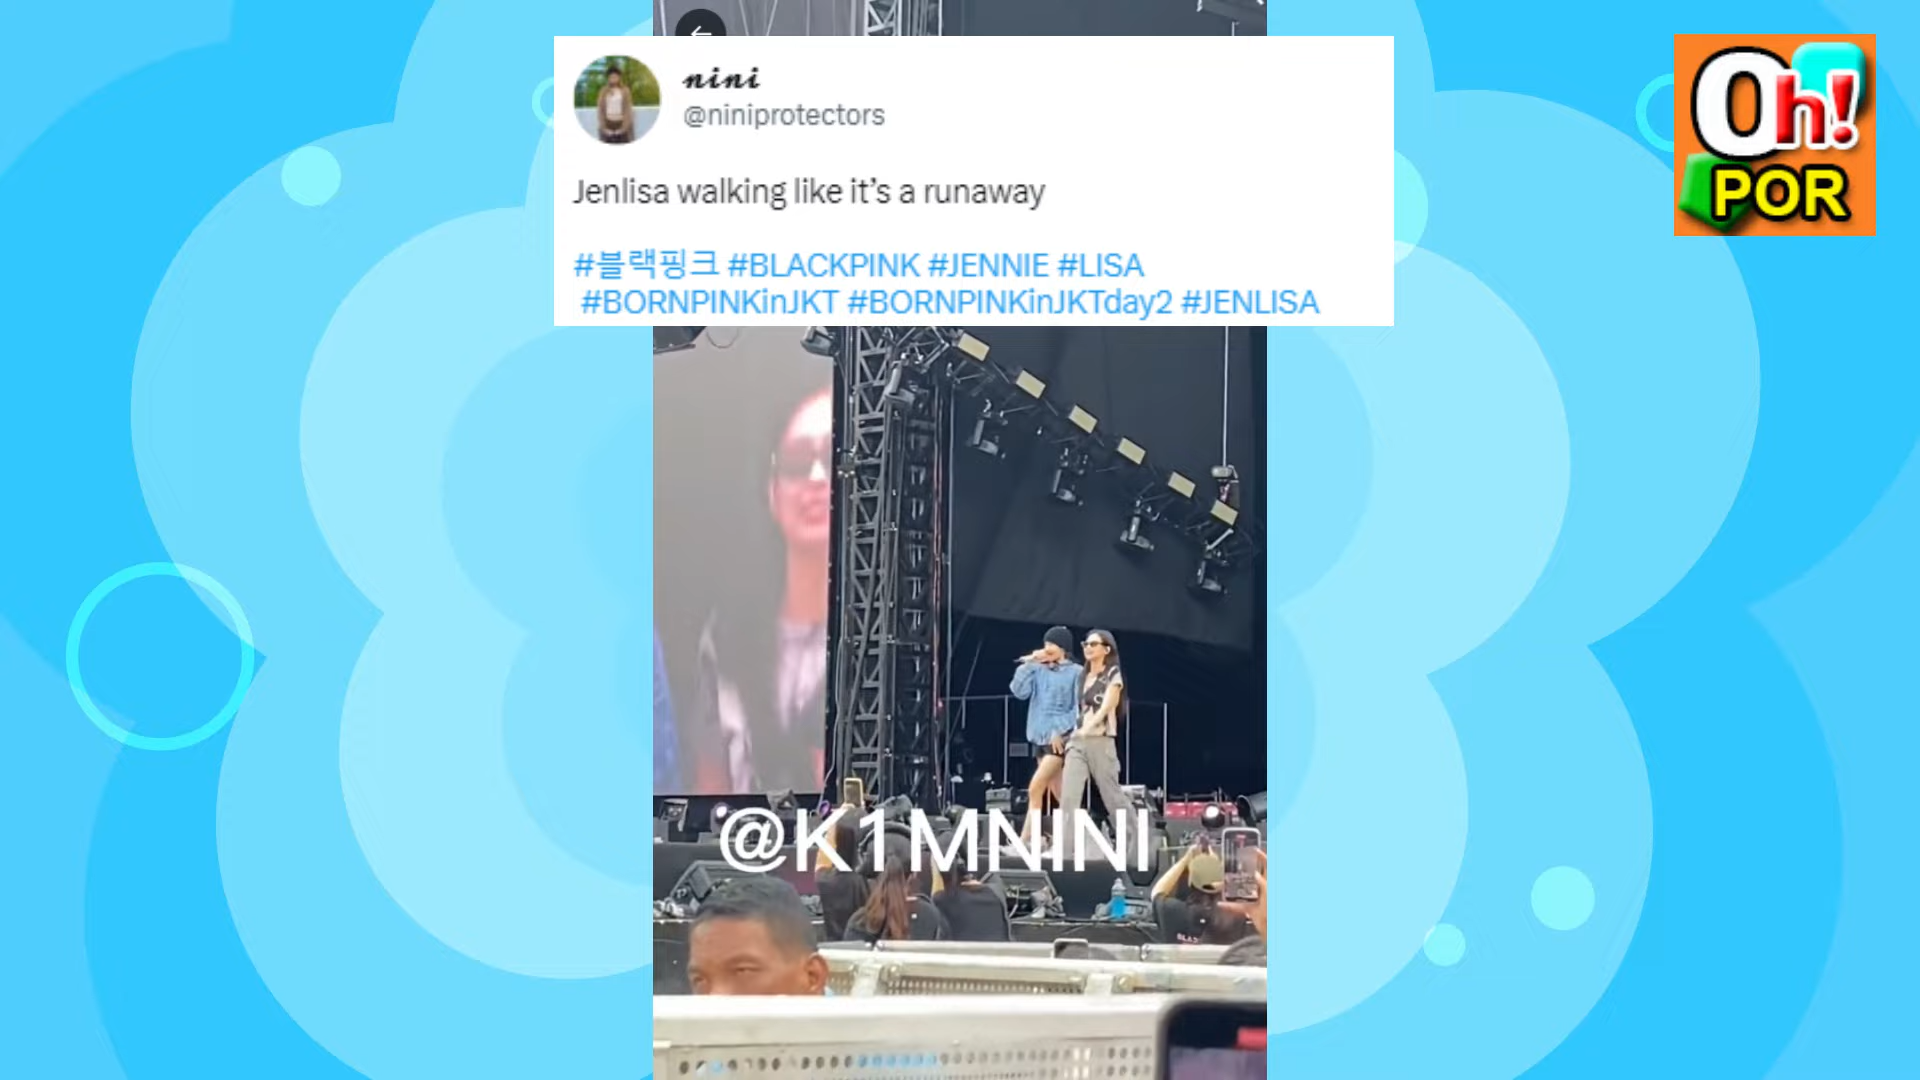 nini
@niniprotectors
Jenlisa walking like it's a runaway
#블랙핑크 #BLACKPINK #JENNIE #LISA
#BORNPINKinJKT #BORNPINKinJKTday2 #JENLISA
Oh!
POR
@K1MNINI